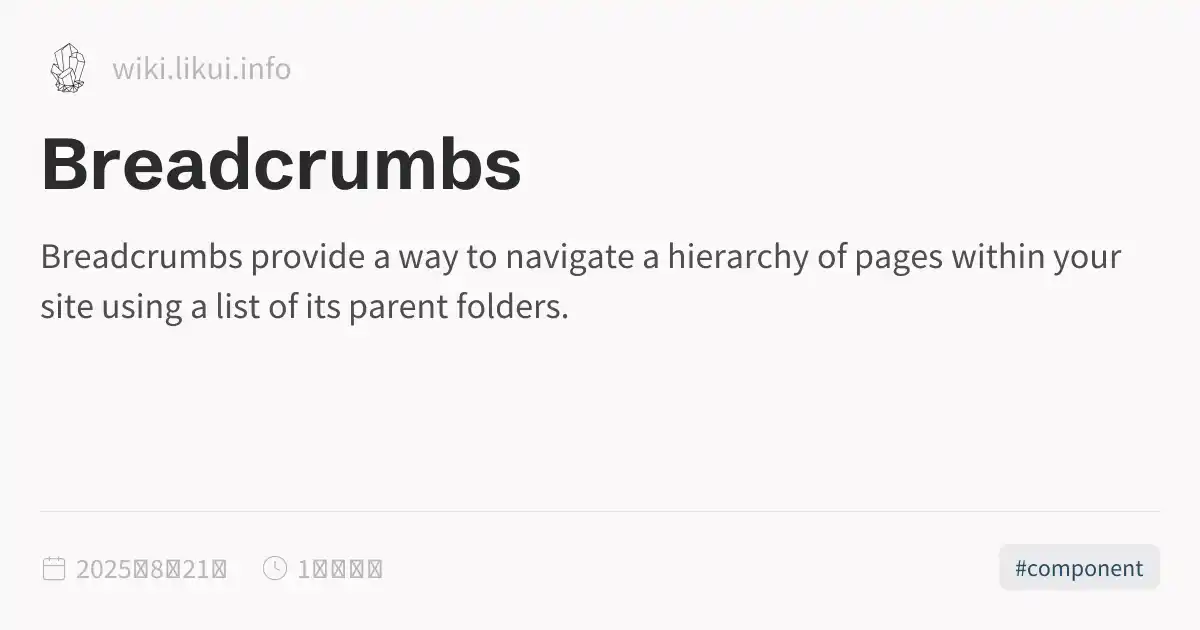 wiki.likui.info
Breadcrumbs
Breadcrumbs provide a way to navigate a hierarchy of pages within your
site using a list of its parent folders.
2025 8 21
1
#component